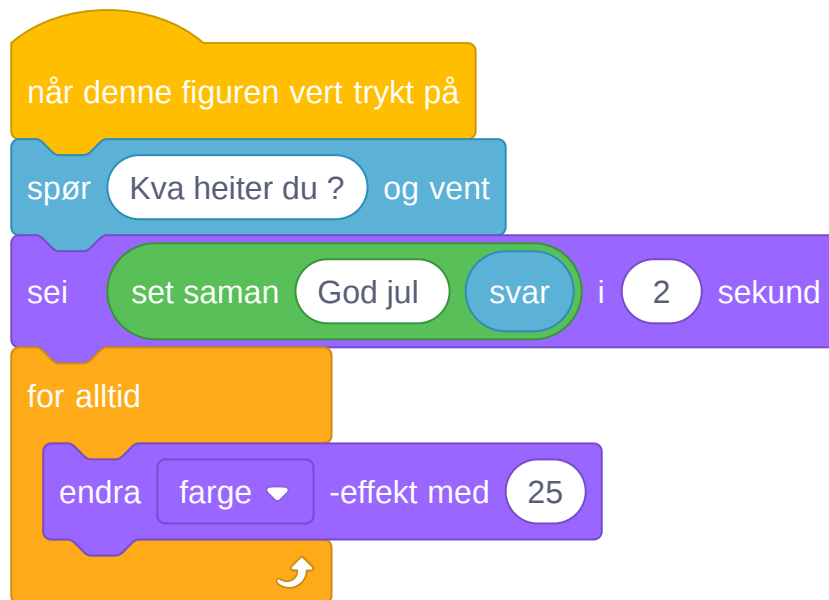 når denne figuren vert trykt på
spør Kva heiter du ? og vent
sei set saman God jul svar i 2 sekund
for alltid
endra farge -effekt med 25